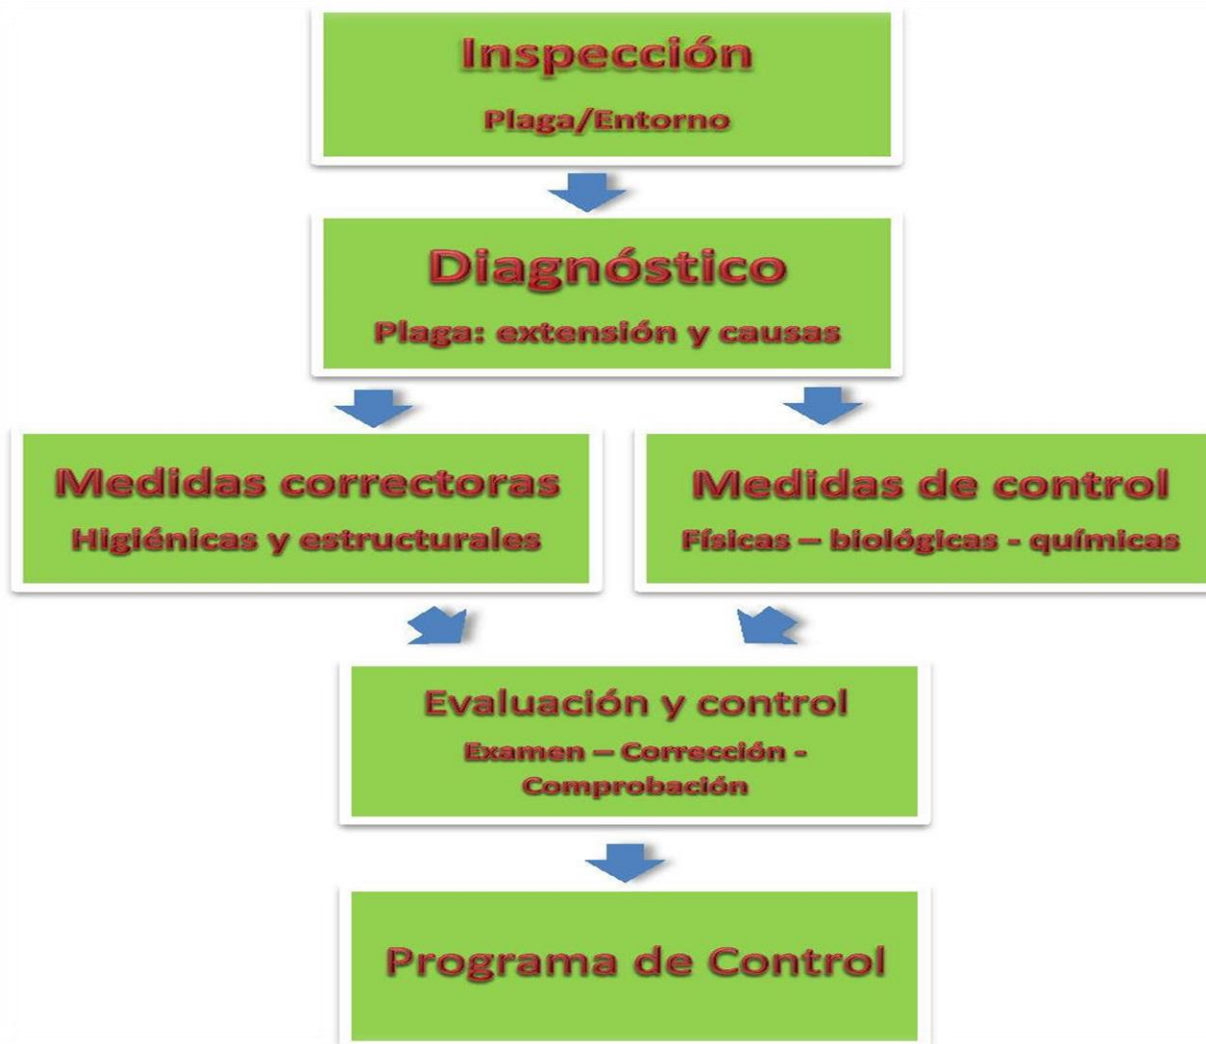 Inspección
Plaga/Entorno
Diagnóstico
Plaga: extensión y causas
Medidas correctoras
Higiénicas y estructurales
Medidas de control
Físicas – biológicas - químicas
Evaluación y control
Examen – Corrección -
Comprobación
Programa de Control